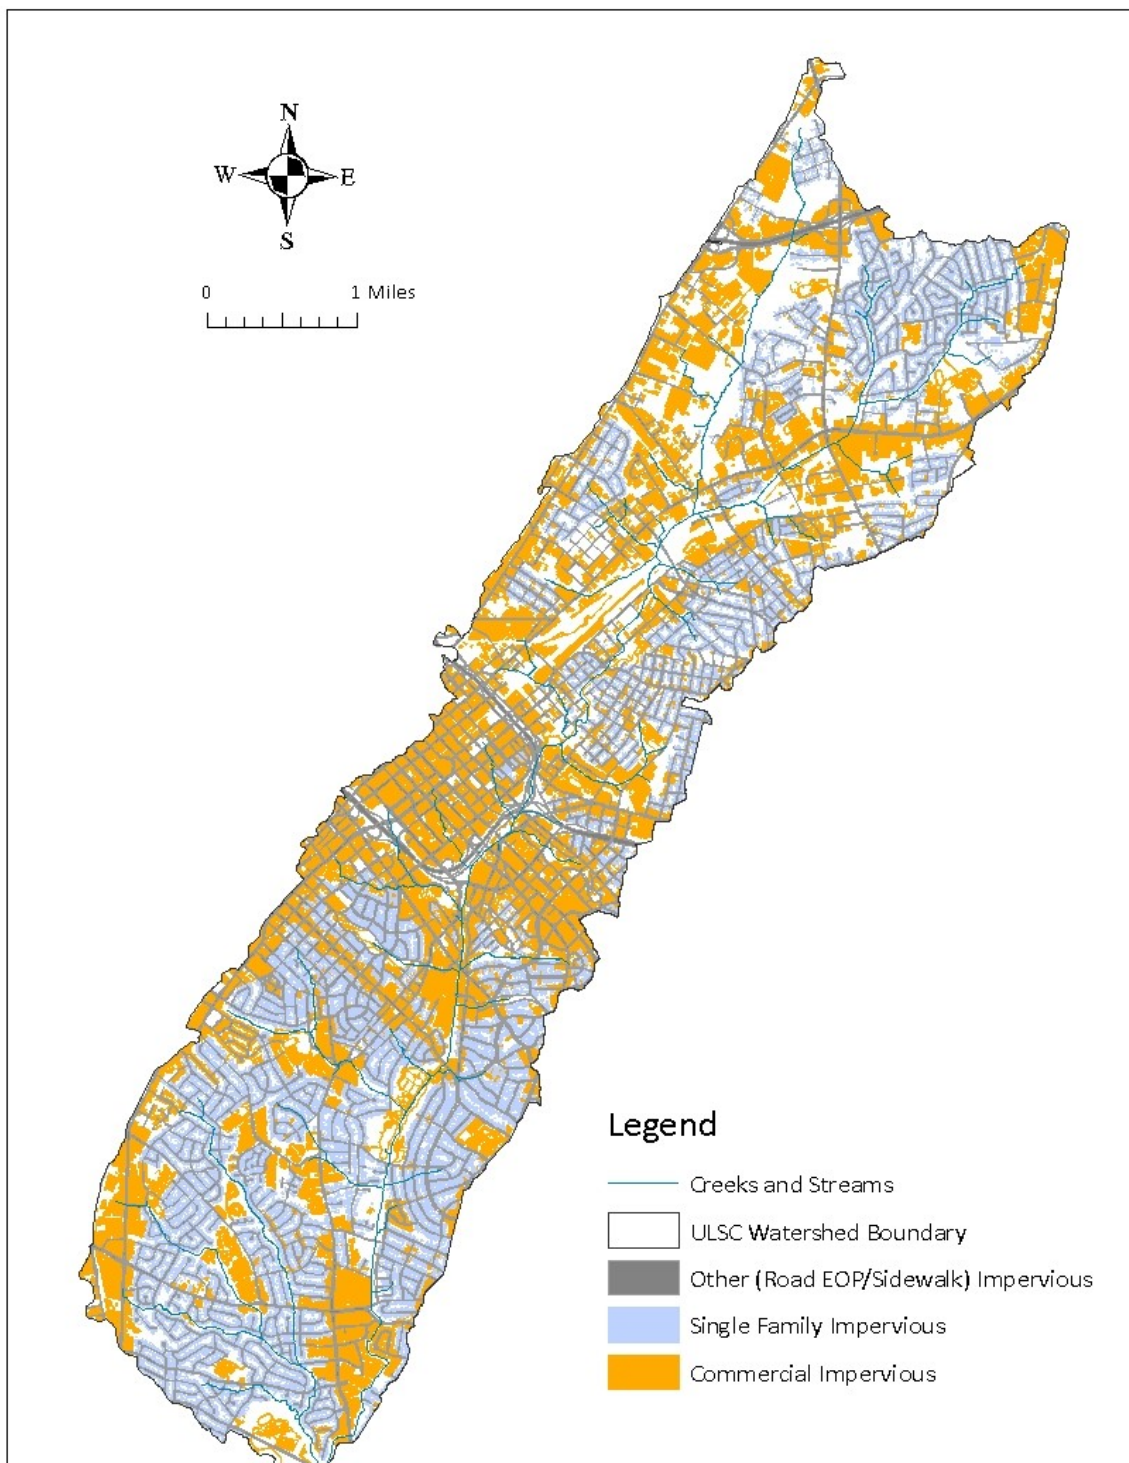 N
W E
S
0 1 Miles
Legend
Creeks and Streams
ULSC Watershed Boundary
Other (Road EOP/Sidewalk) Impervious
Single Family Impervious
Commercial Impervious